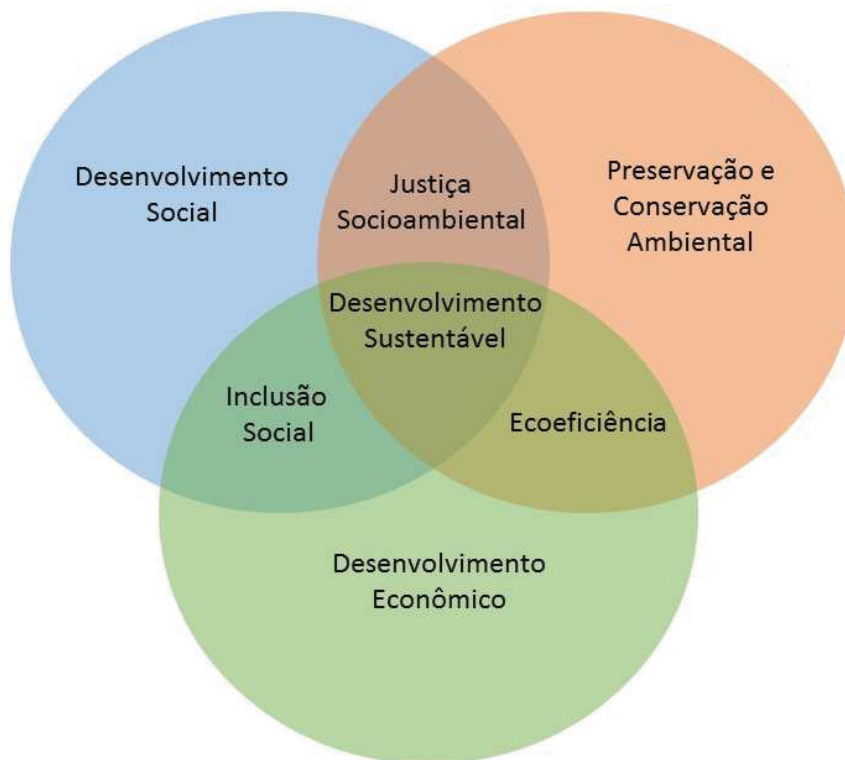 Desenvolvimento
Social
Justiça
Socioambiental
Preservação e
Conservação
Ambiental
Desenvolvimento
Sustentável
Inclusão
Social
Ecoeficiência
Desenvolvimento
Econômico